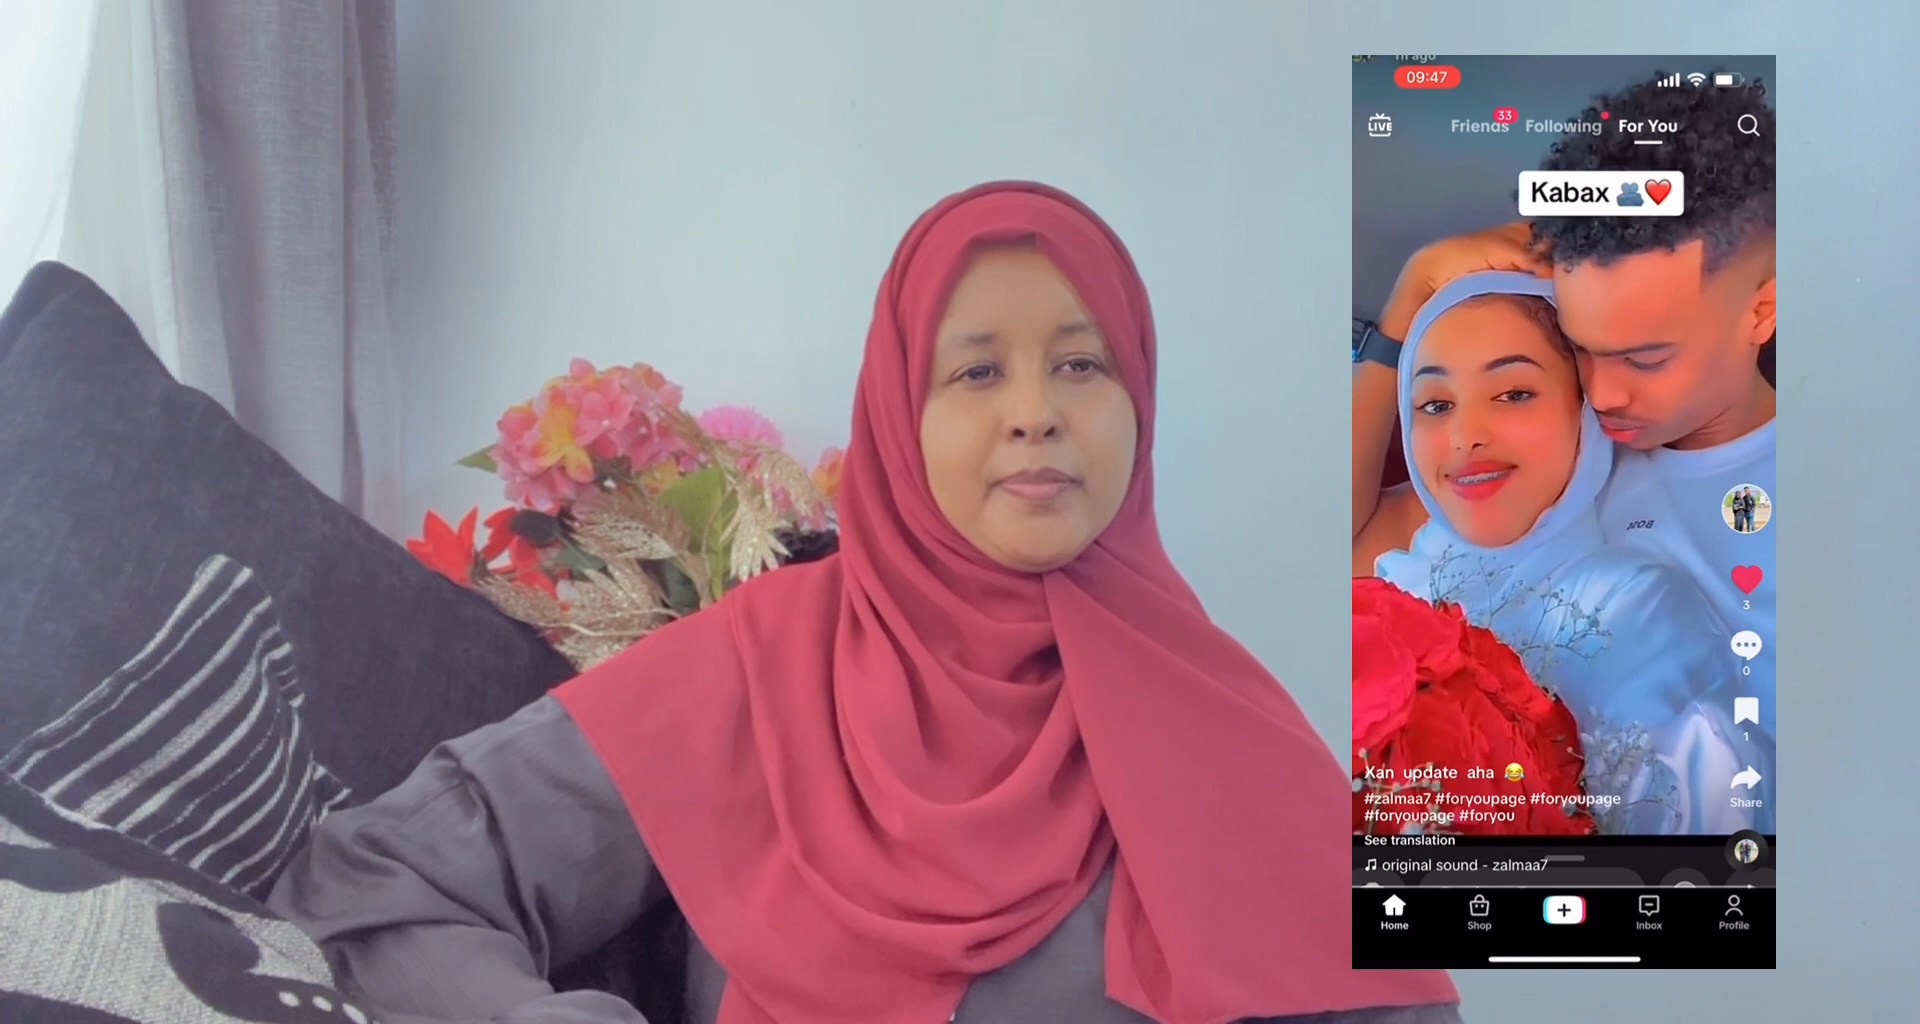 09:47
LIVE
Friends 33
Following
For You
Kabax
3
0
1
Share
Xan update aha
#zalmaa7 #foryoupage #foryoupage
#foryoupage #foryou
See translation
original sound - zalmaa7
Home
Shop
Inbox
Profile